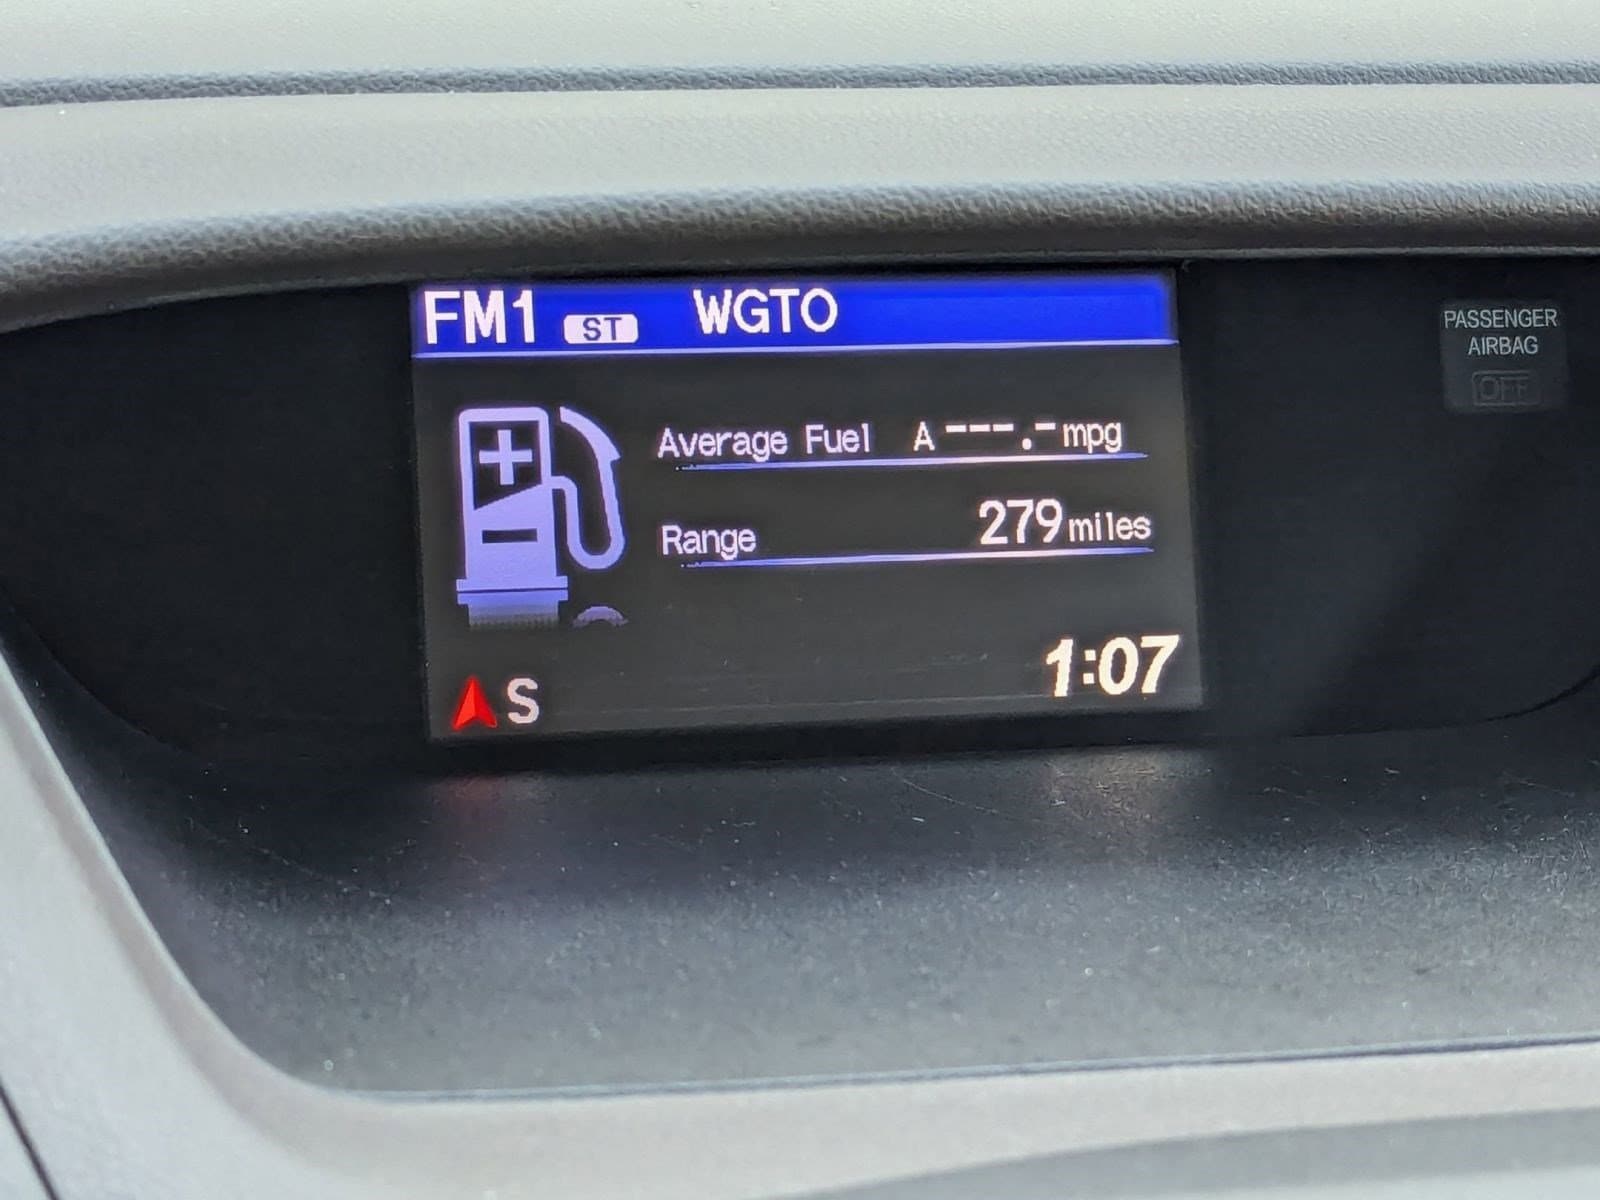 FM1 ST WGTO
PASSENGER
AIRBAG
OFF
Average Fuel A ---.- mpg
Range 279 miles
S 1:07